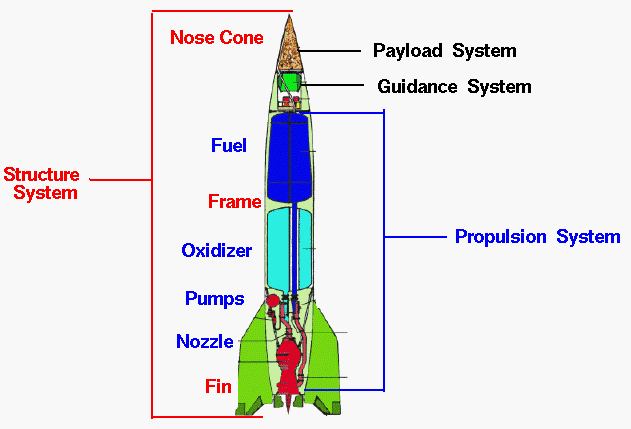 Nose Cone
Payload System
Guidance System
Fuel
Structure
System
Frame
Propulsion System
Oxidizer
Pumps
Nozzle
Fin